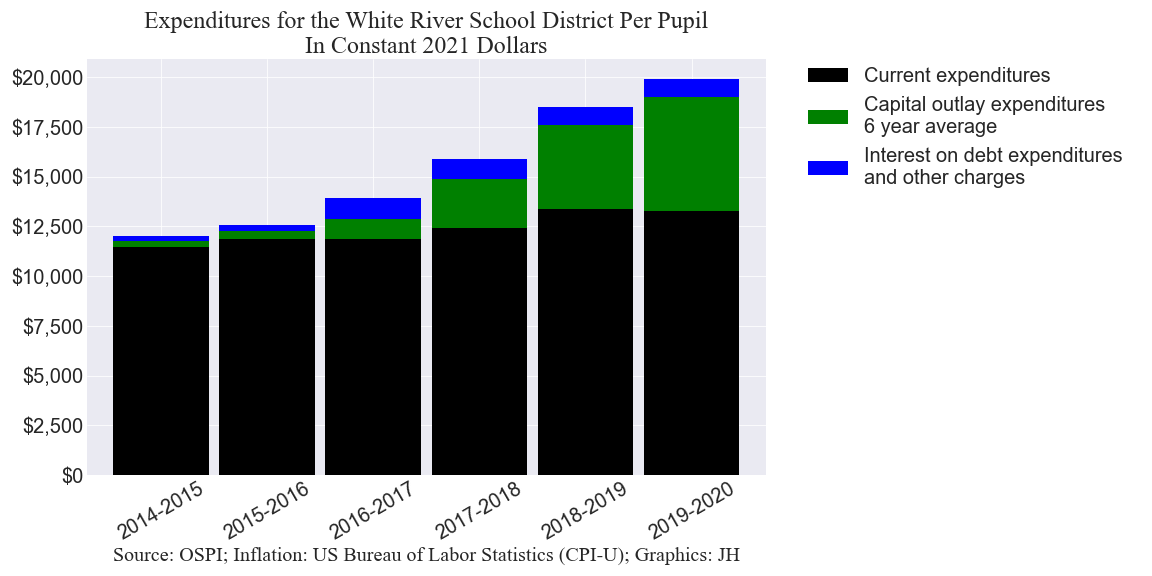 Expenditures for the White River School District Per Pupil
In Constant 2021 Dollars
$20,000
$17,500
$15,000
$12,500
$10,000
$7,500
$5,000
$2,500
$0
Current expenditures
Capital outlay expenditures
6 year average
Interest on debt expenditures
and other charges
2014-2015
2015-2016
2016-2017
2017-2018
2018-2019
2019-2020
Source: OSPI; Inflation: US Bureau of Labor Statistics (CPI-U); Graphics: JH